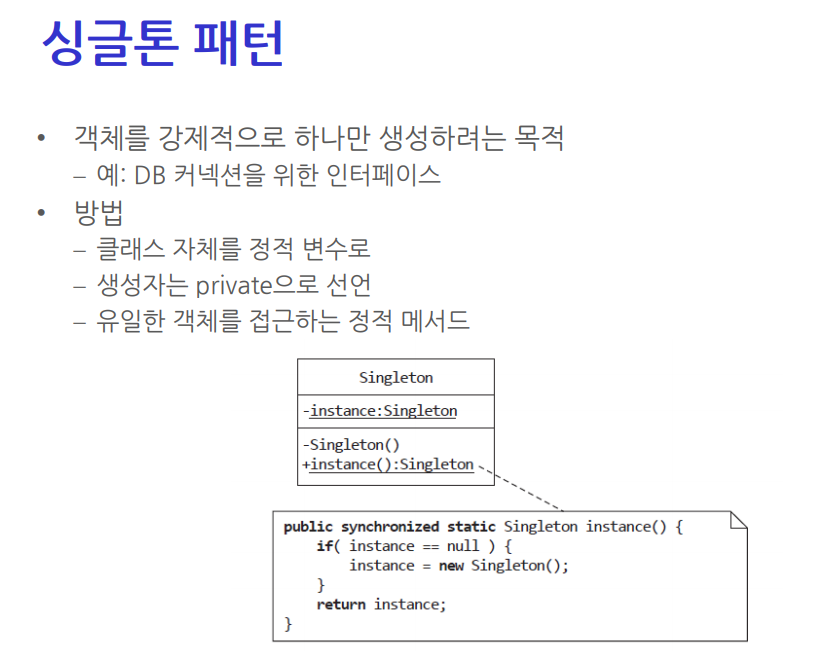 싱글톤 패턴
• 객체를 강제적으로 하나만 생성하려는 목적
– 예: DB 커넥션을 위한 인터페이스
• 방법
– 클래스 자체를 정적 변수로
– 생성자는 private으로 선언
– 유일한 객체를 접근하는 정적 메서드
Singleton
-instance:Singleton
-Singleton()
+instance():Singleton
public synchronized static Singleton instance() {
if( instance == null ) {
instance = new Singleton();
}
return instance;
}